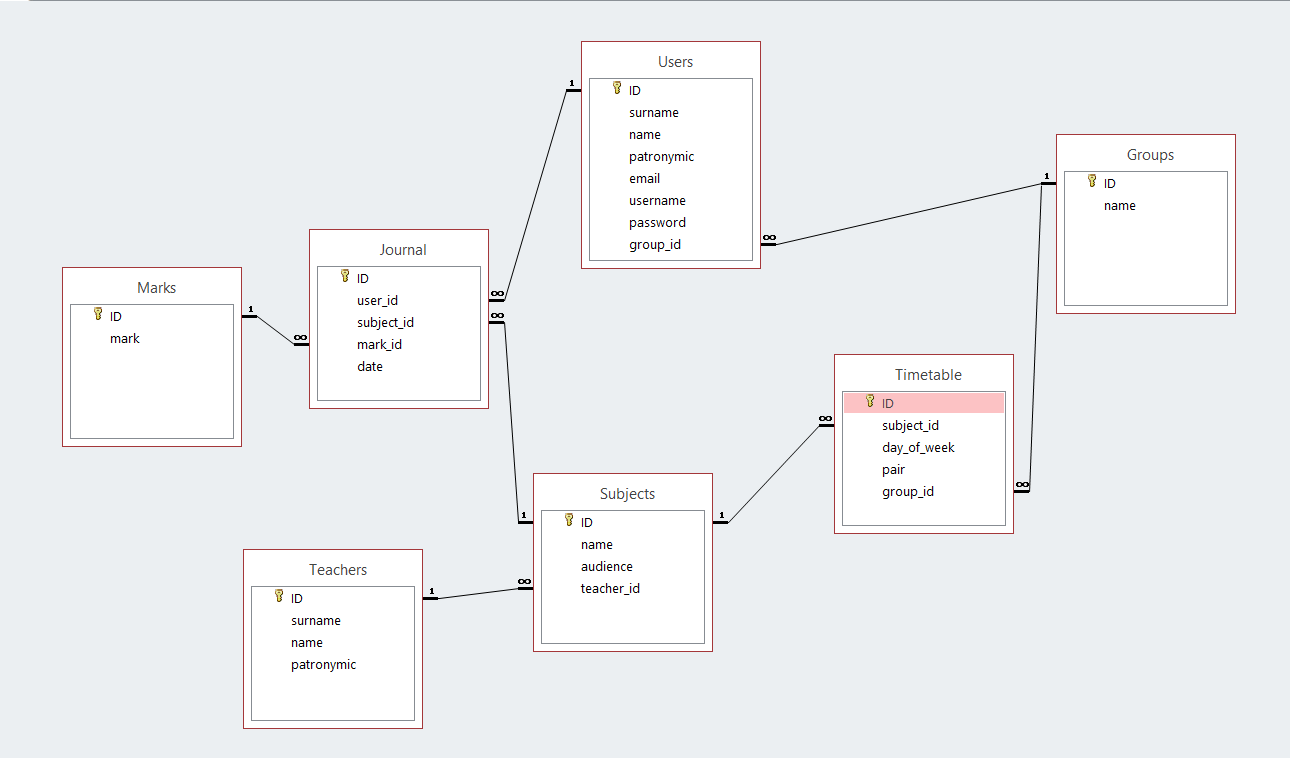 Users
ID
surname
name
patronymic
email
username
password
group_id
1
∞
Groups
ID
name
1
Journal
ID
user_id
subject_id
mark_id
date
∞
∞
∞
Marks
ID
mark
1
Timetable
ID
subject_id
day_of_week
pair
group_id
∞
∞
Subjects
ID
name
audience
teacher_id
1
1
∞
Teachers
ID
surname
name
patronymic
1